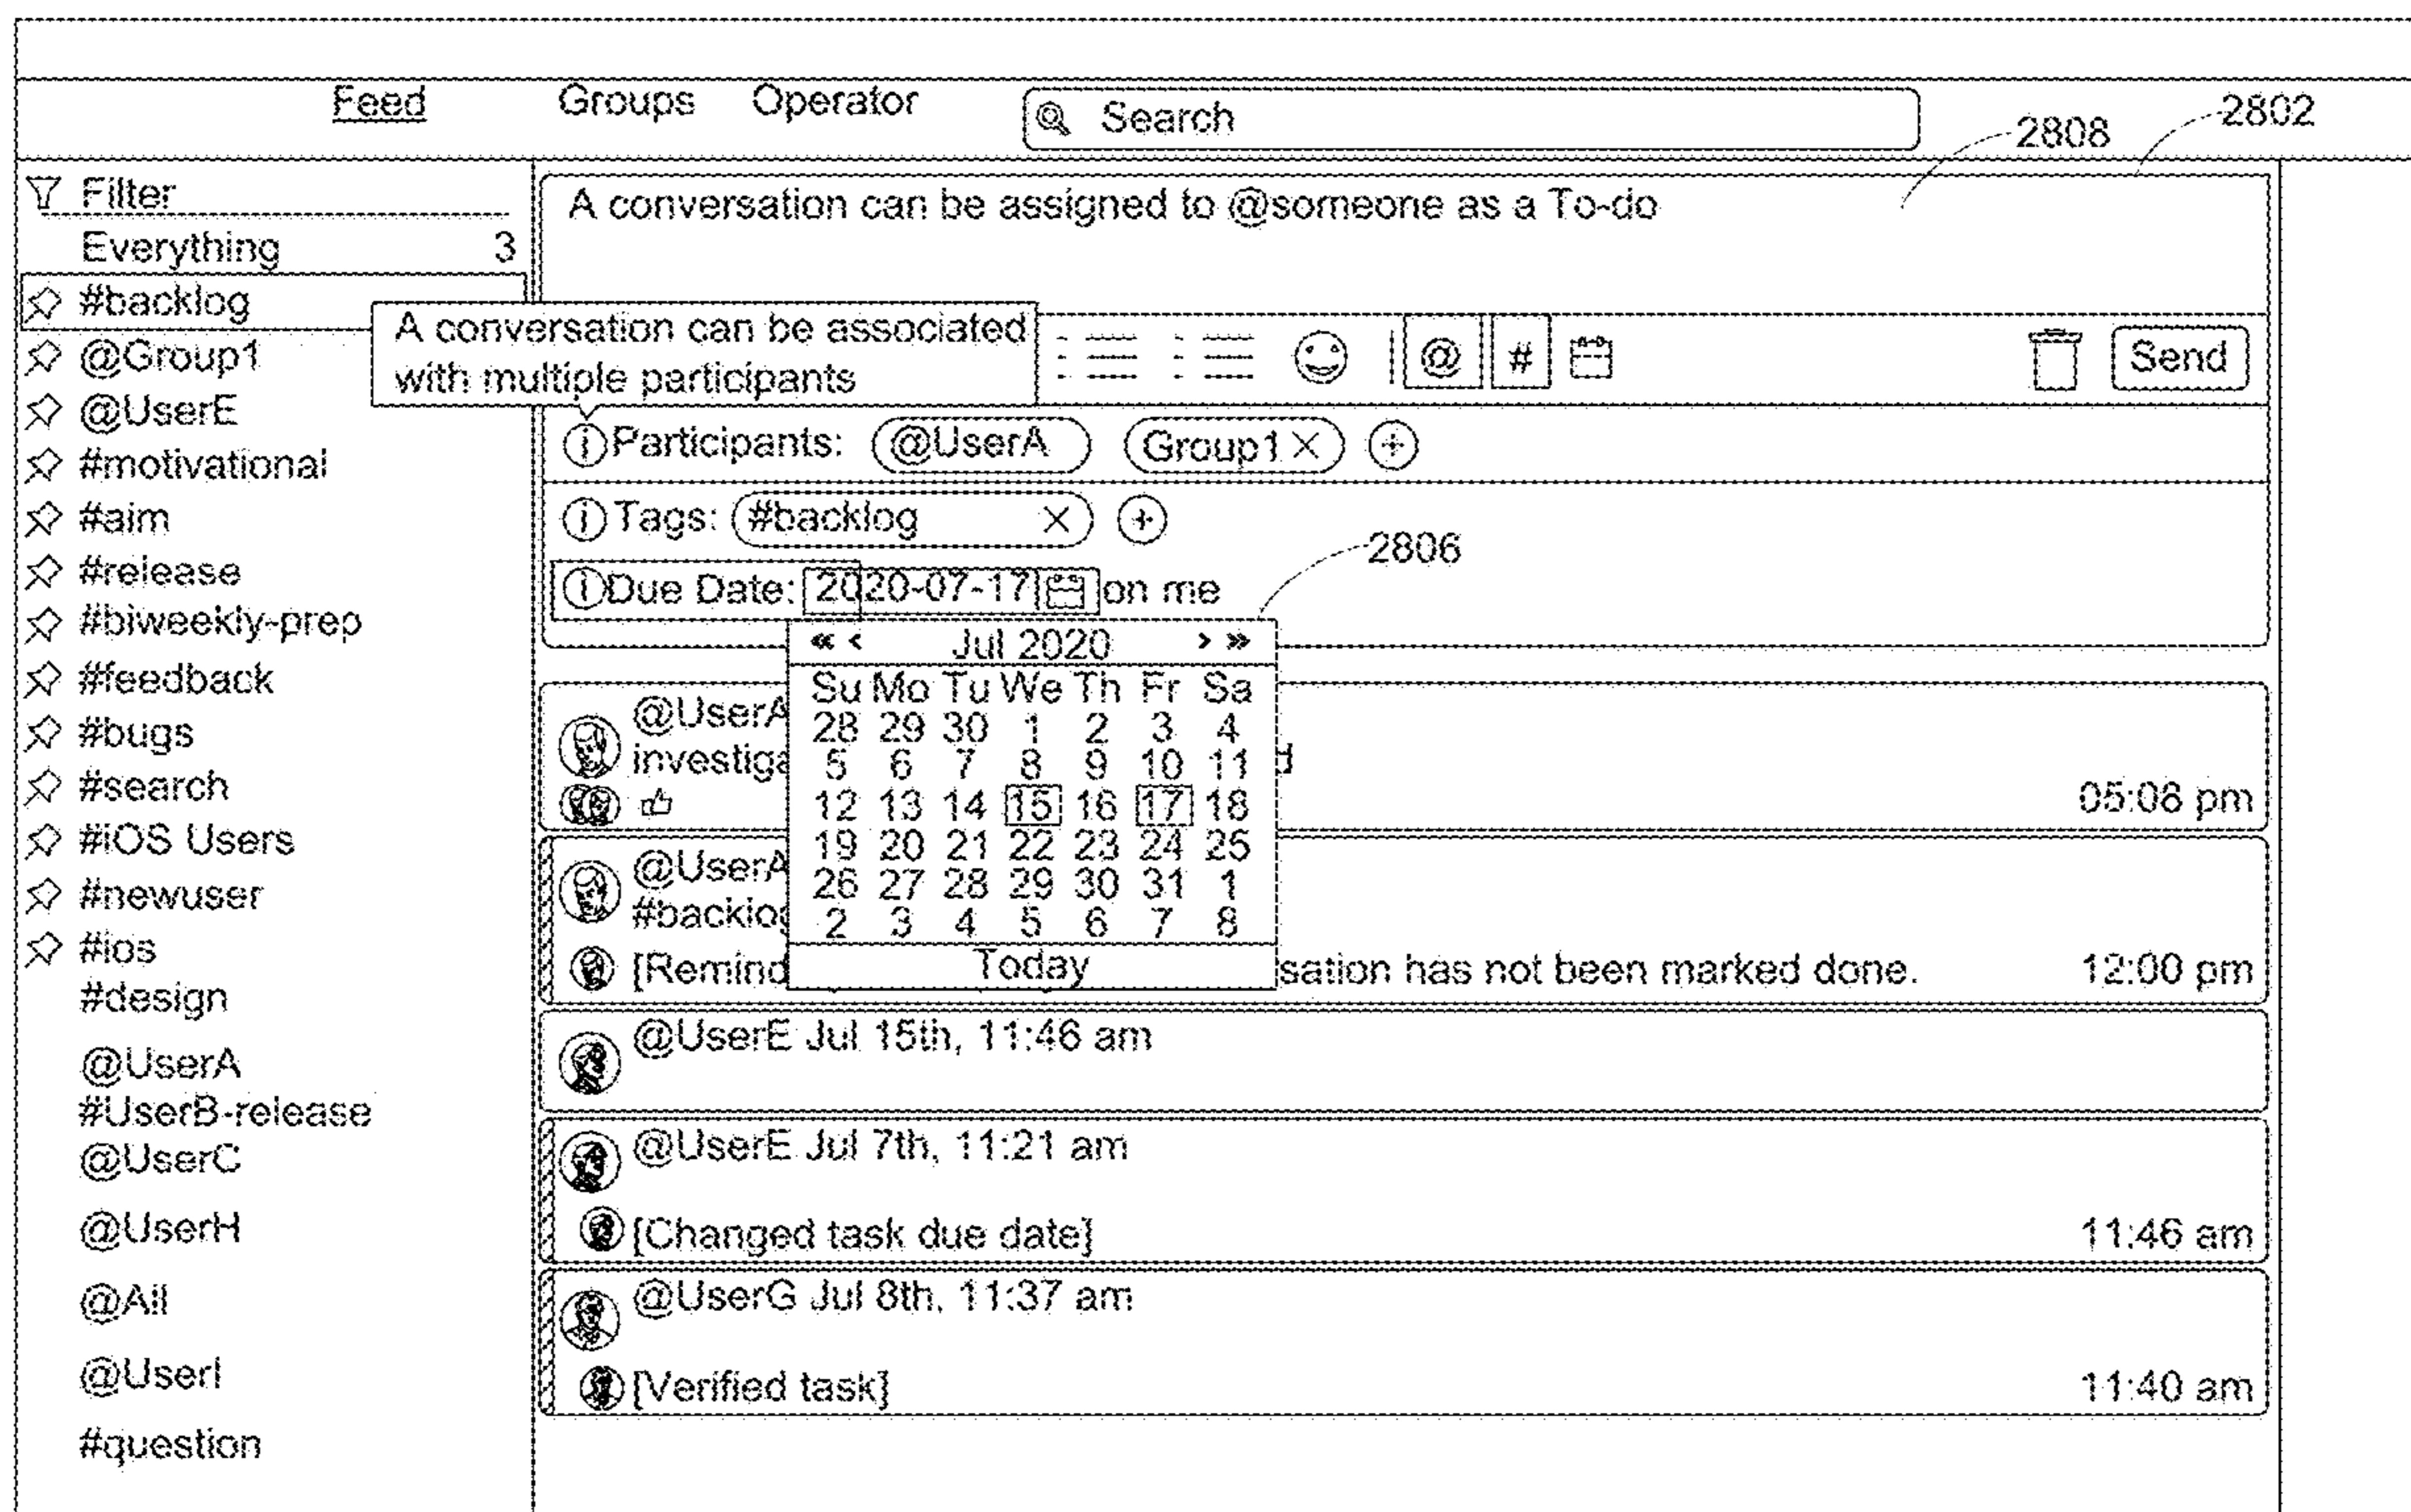 Feed Groups Operator Search
2808 2802
Filter
Everything 3
#backlog
@Group1
@UserE
#motivational
#aim
#release
#biweekly-prep
#feedback
#bugs
#search
#iOS Users
#newuser
#ios
#design
@UserA
#UserB-release
@UserC
@UserH
@All
@UserI
#question
A conversation can be assigned to @someone as a To-do
A conversation can be associated
with multiple participants
@ # Send
Participants: @UserA Group1 ×
Tags: #backlog ×
2806
Due Date: 2020-07-17 on me
« < Jul 2020 > »
Su Mo Tu We Th Fr Sa
28 29 30 1 2 3 4
5 6 7 8 9 10 11
12 13 14 15 16 17 18
19 20 21 22 23 24 25
26 27 28 29 30 31 1
2 3 4 5 6 7 8
Today
@UserA
investiga
05:08 pm
@UserA
#backlog
[Remind sation has not been marked done. 12:00 pm
@UserE Jul 15th, 11:46 am
@UserE Jul 7th, 11:21 am
[Changed task due date] 11:46 am
@UserG Jul 8th, 11:37 am
[Verified task] 11:40 am